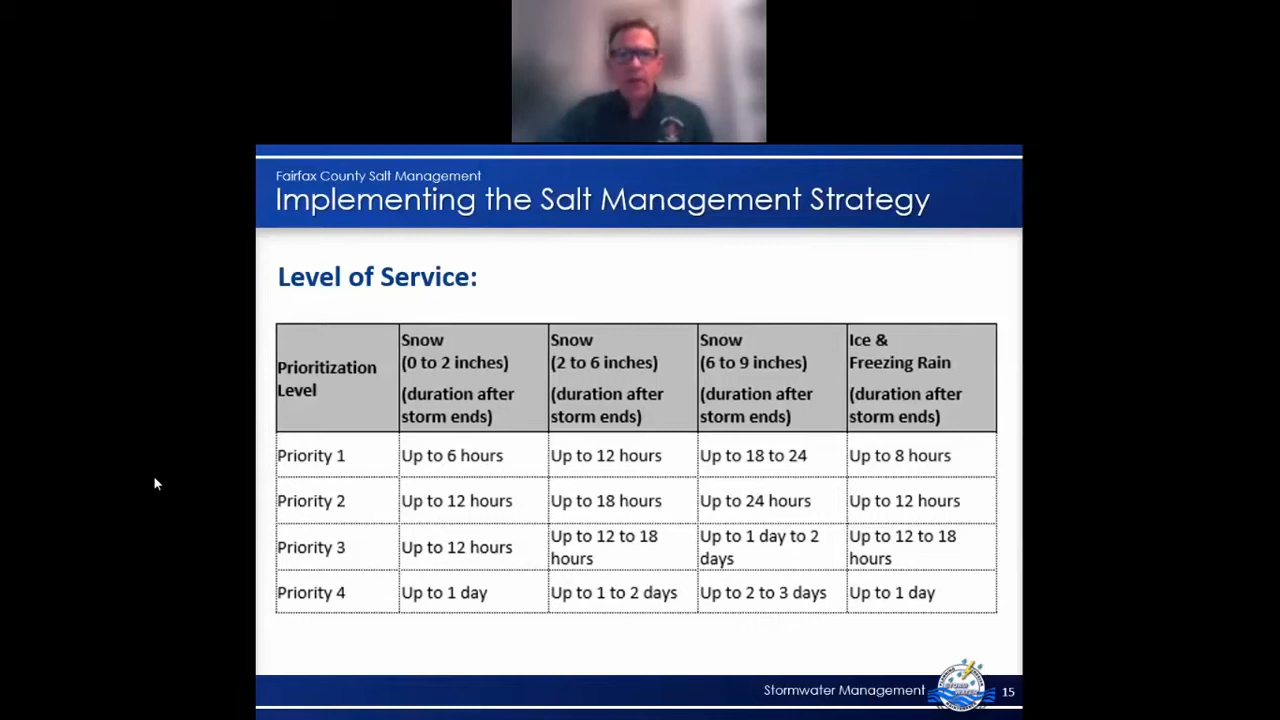 Fairfax County Salt Management
Implementing the Salt Management Strategy
Level of Service:
Prioritization Level
Snow (0 to 2 inches) (duration after storm ends)
Snow (2 to 6 inches) (duration after storm ends)
Snow (6 to 9 inches) (duration after storm ends)
Ice & Freezing Rain (duration after storm ends)
Priority 1 Up to 6 hours Up to 12 hours Up to 18 to 24 Up to 8 hours
Priority 2 Up to 12 hours Up to 18 hours Up to 24 hours Up to 12 hours
Priority 3 Up to 12 hours Up to 12 to 18 hours Up to 1 day to 2 days Up to 12 to 18 hours
Priority 4 Up to 1 day Up to 1 to 2 days Up to 2 to 3 days Up to 1 day
Stormwater Management
15